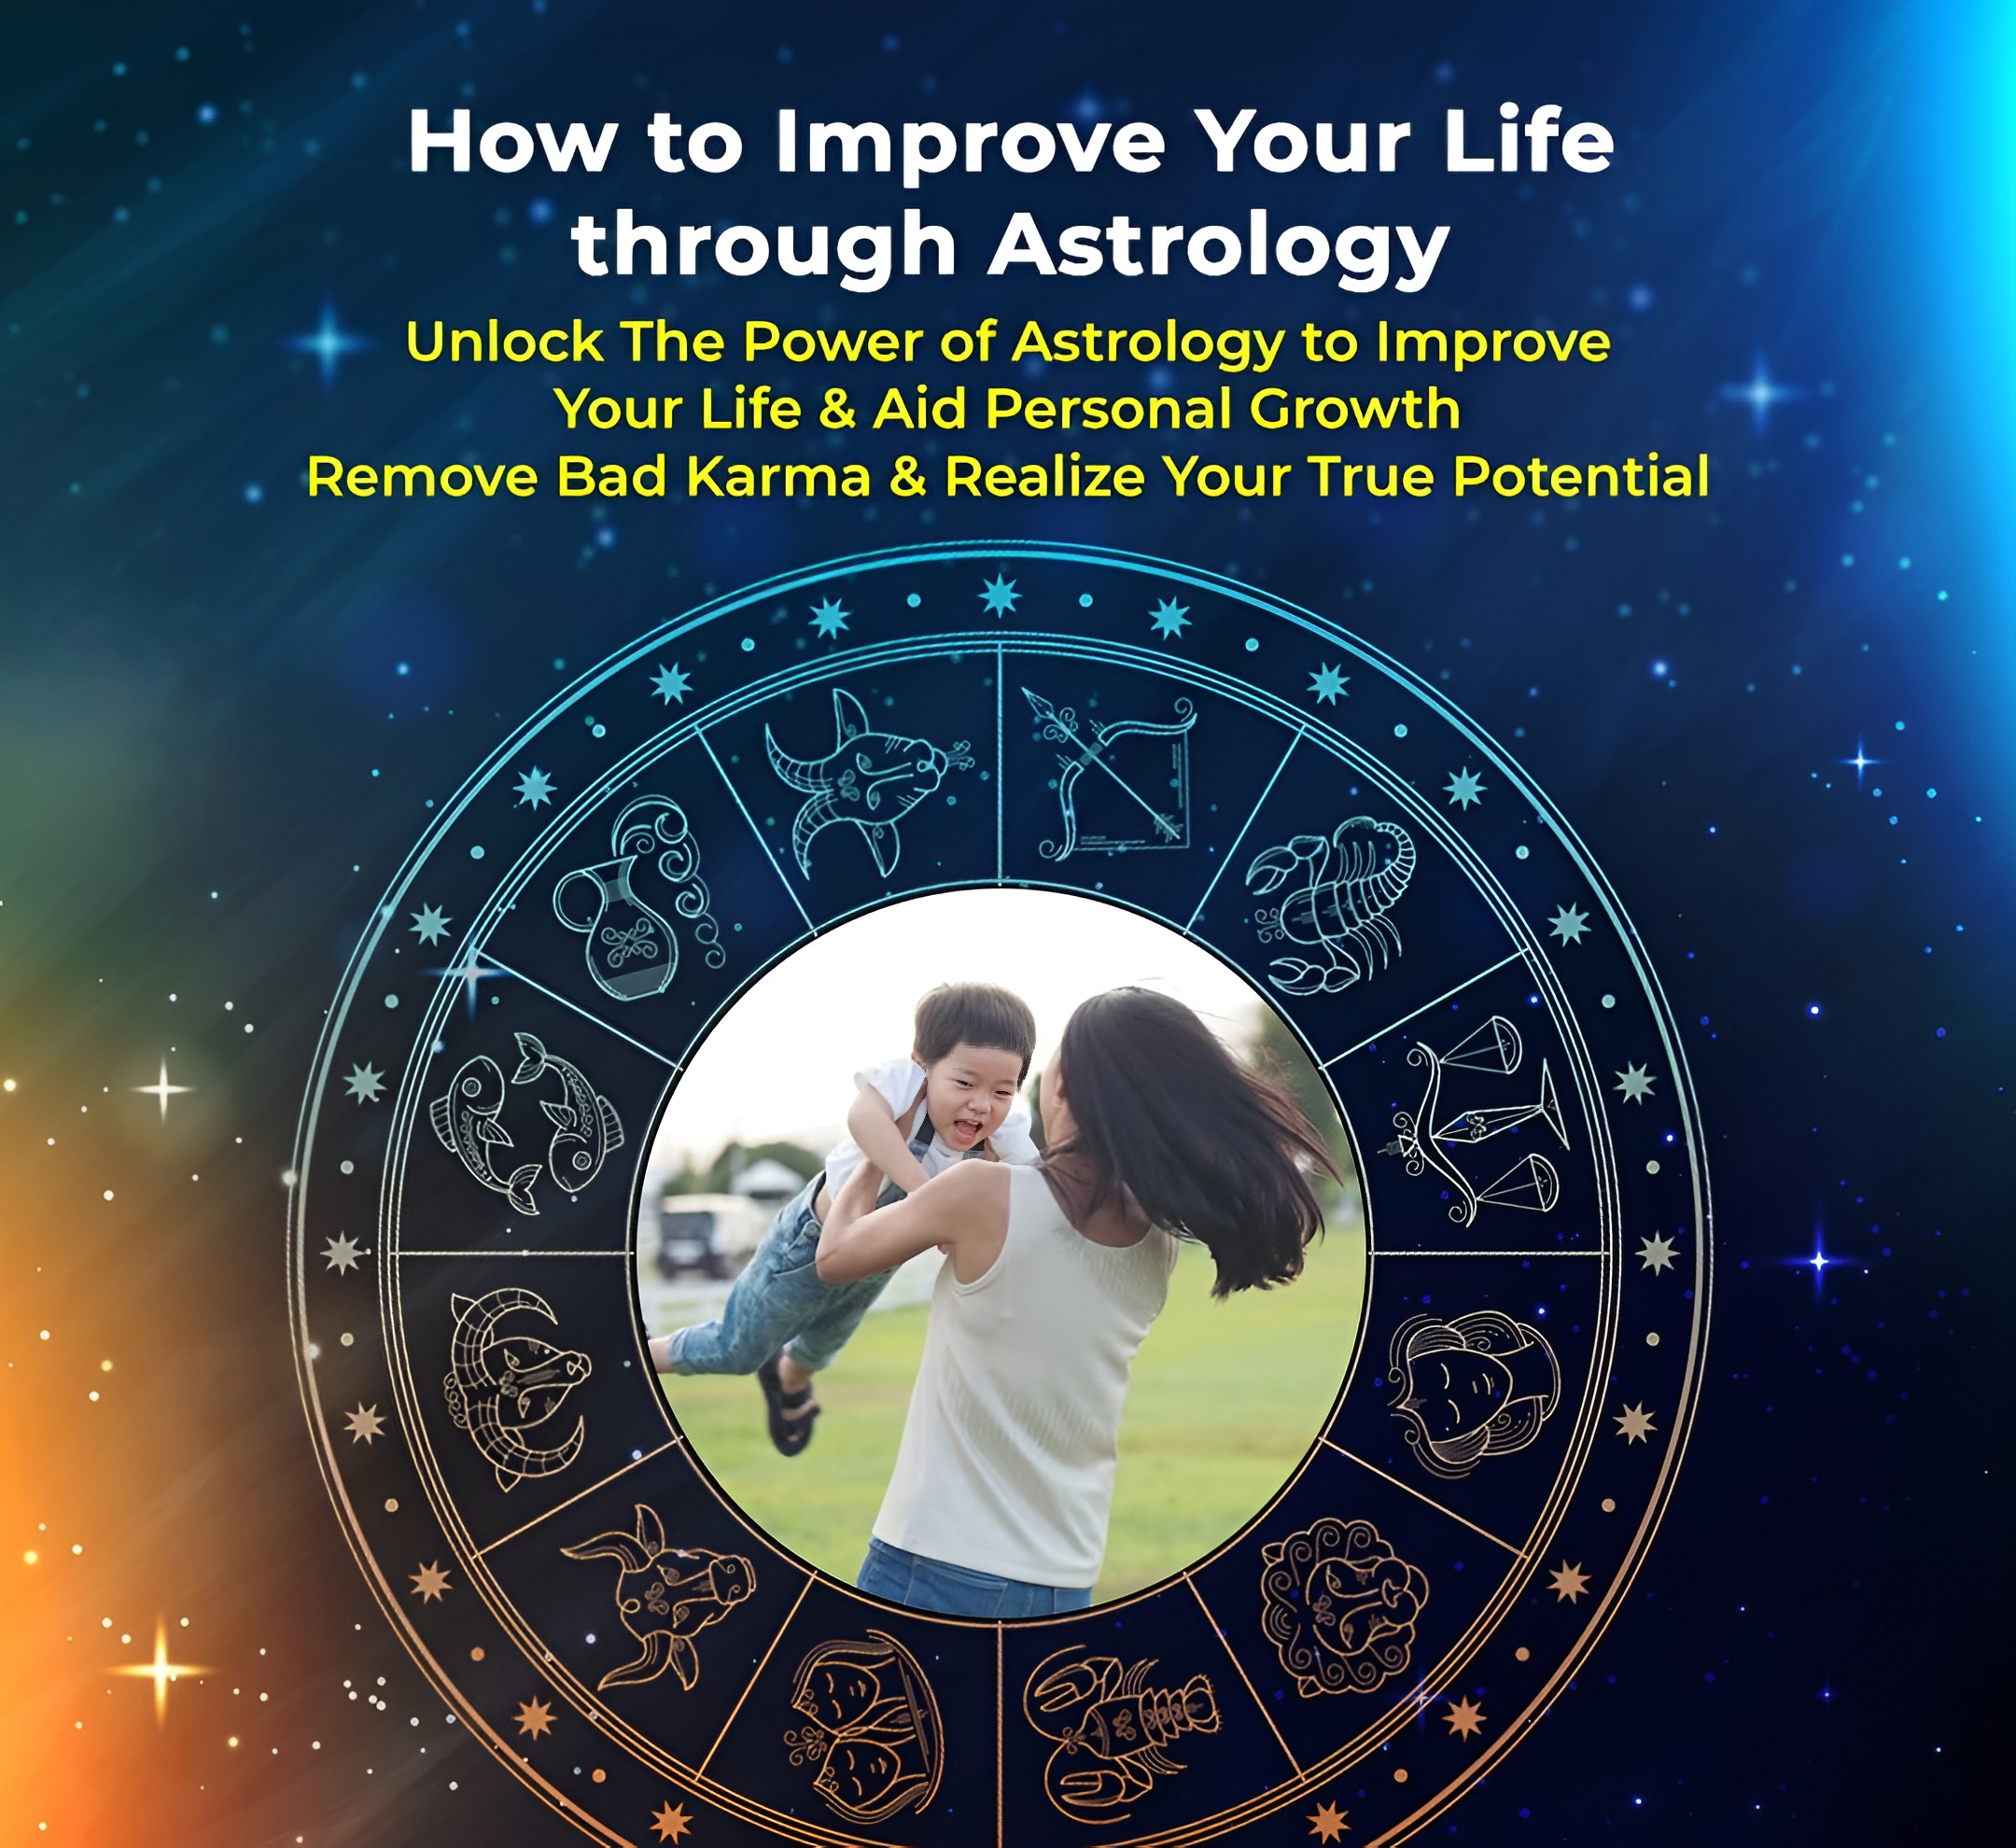 How to Improve Your Life
through Astrology
Unlock The Power of Astrology to Improve
Your Life & Aid Personal Growth
Remove Bad Karma & Realize Your True Potential